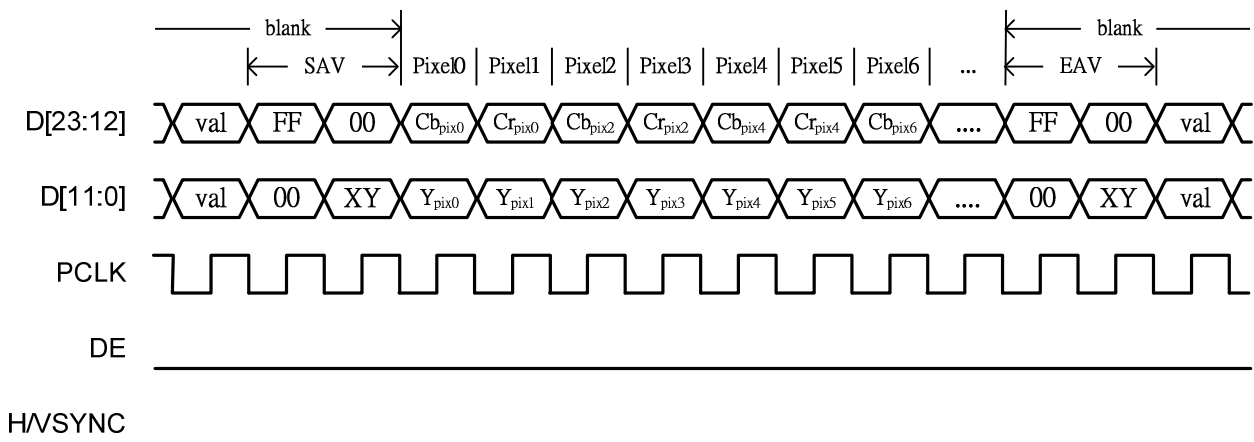 blank blank
SAV Pixel0 Pixel1 Pixel2 Pixel3 Pixel4 Pixel5 Pixel6 ... EAV
D[23:12] val FF 00 Cbpix0 Crpix0 Cbpix2 Crpix2 Cbpix4 Crpix4 Cbpix6 .... FF 00 val
D[11:0] val 00 XY Ypix0 Ypix1 Ypix2 Ypix3 Ypix4 Ypix5 Ypix6 .... 00 XY val
PCLK
DE
H/VSYNC